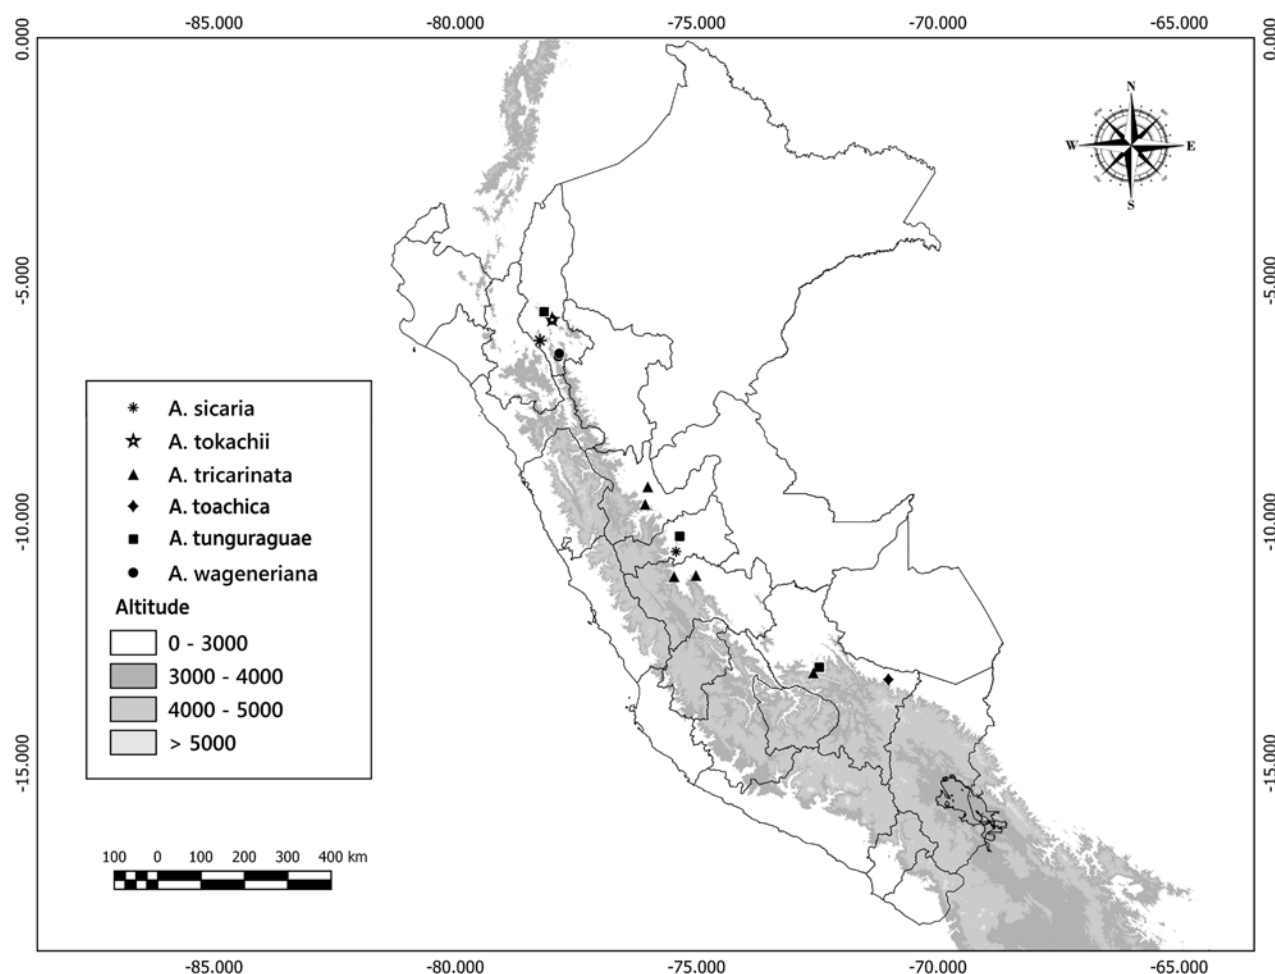 -85.000 -80.000 -75.000 -70.000 -65.000
0.000 0.000
N
W E
S
-5.000 -5.000
A. sicaria
A. tokachii
A. tricarinata
A. toachica
A. tunguraguae
A. wageneriana
-10.000 -10.000
Altitude
0 - 3000
3000 - 4000
4000 - 5000
> 5000
-15.000 -15.000
100 0 100 200 300 400 km
-85.000 -80.000 -75.000 -70.000 -65.000